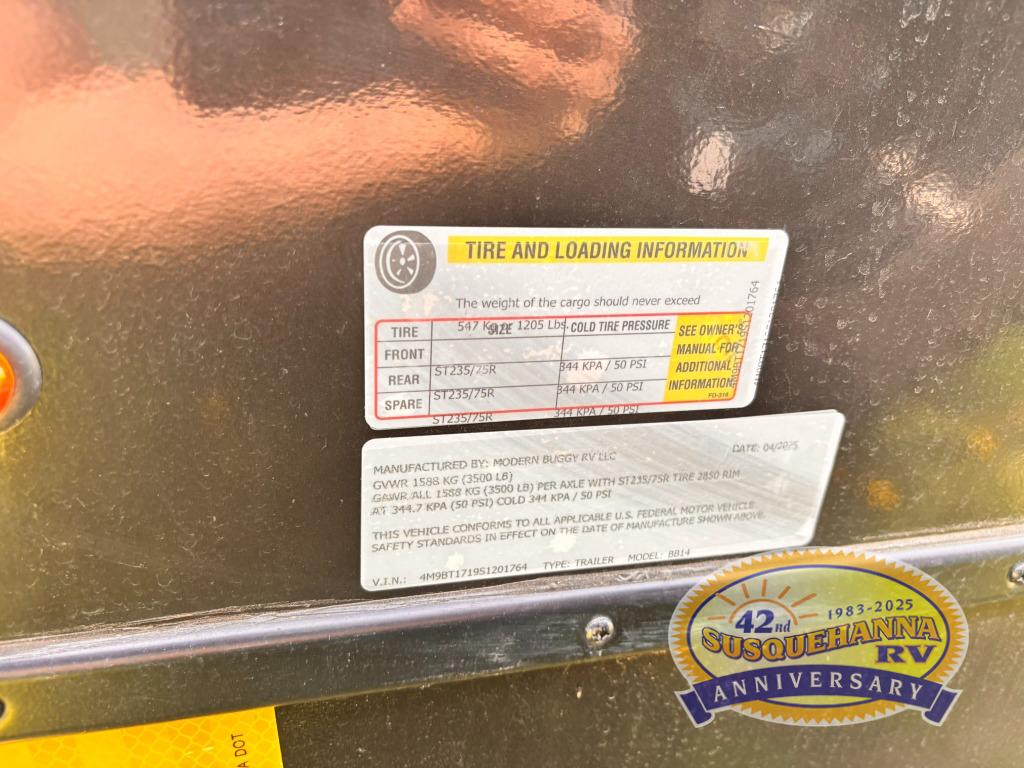 TIRE AND LOADING INFORMATION
The weight of the cargo should never exceed
547 Kg or 1205 Lbs.
TIRE SIZE COLD TIRE PRESSURE
FRONT ST235/75R 344 KPA / 50 PSI
REAR ST235/75R 344 KPA / 50 PSI
SPARE ST235/75R 344 KPA / 50 PSI
SEE OWNER'S
MANUAL FOR
ADDITIONAL
INFORMATION
FD-318
4M9BT1719S1201764
MANUFACTURED BY: MODERN BUGGY RV LLC DATE: 04/2025
GVWR 1588 KG (3500 LB)
GAWR ALL 1588 KG (3500 LB) PER AXLE WITH ST235/75R TIRE 2850 RIM
AT 344.7 KPA (50 PSI) COLD 344 KPA / 50 PSI
THIS VEHICLE CONFORMS TO ALL APPLICABLE U.S. FEDERAL MOTOR VEHICLE
SAFETY STANDARDS IN EFFECT ON THE DATE OF MANUFACTURE SHOWN ABOVE.
V.I.N.: 4M9BT1719S1201764 TYPE: TRAILER MODEL: BB14
42nd 1983-2025
SUSQUEHANNA
RV
ANNIVERSARY
A DOT